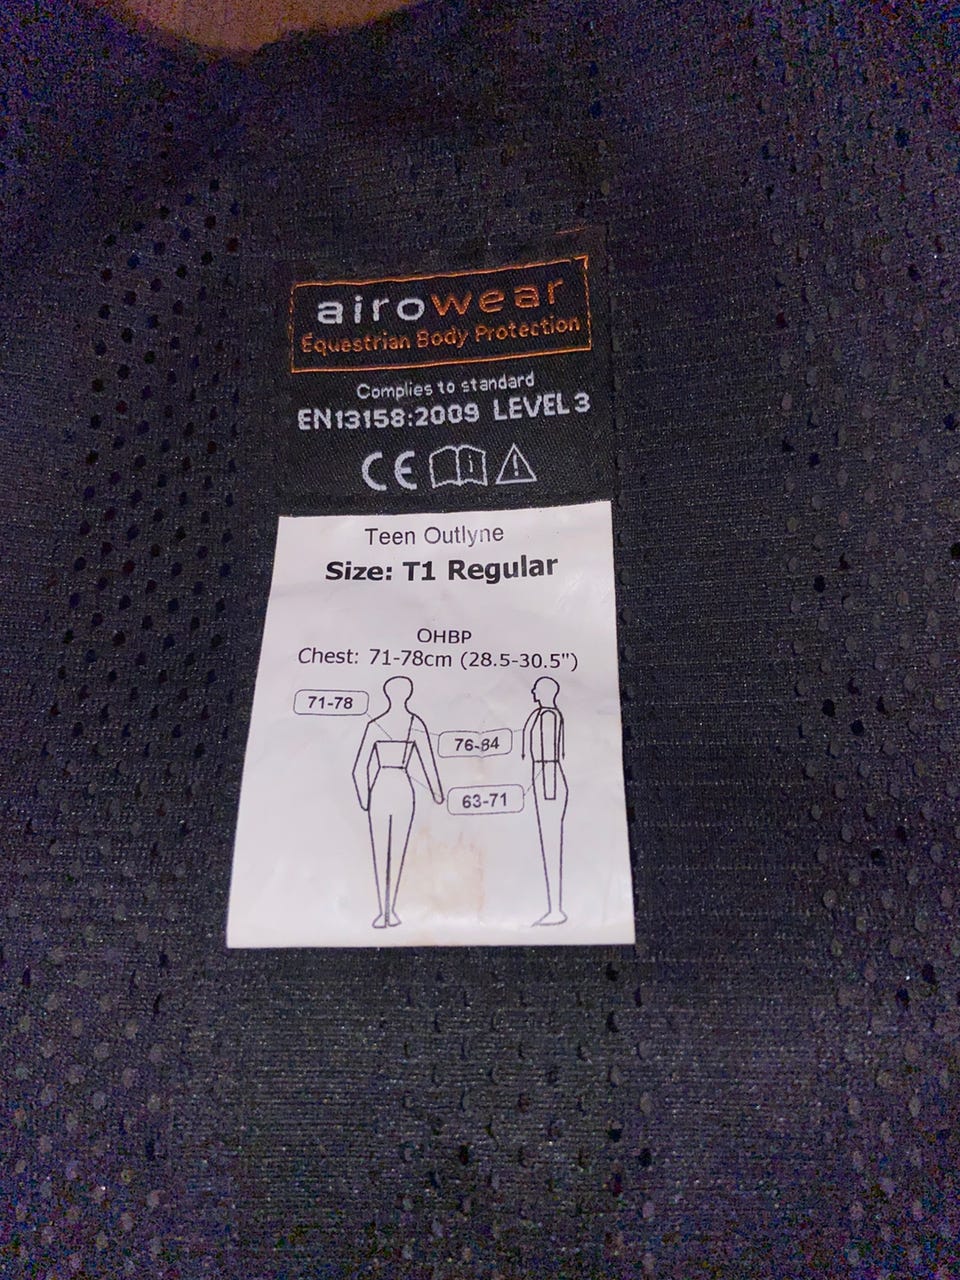 airowear
Equestrian Body Protection
Complies to standard
EN13158:2009 LEVEL 3
CE
Teen Outlyne
Size: T1 Regular
OHBP
Chest: 71-78cm (28.5-30.5")
71-78
76-84
63-71